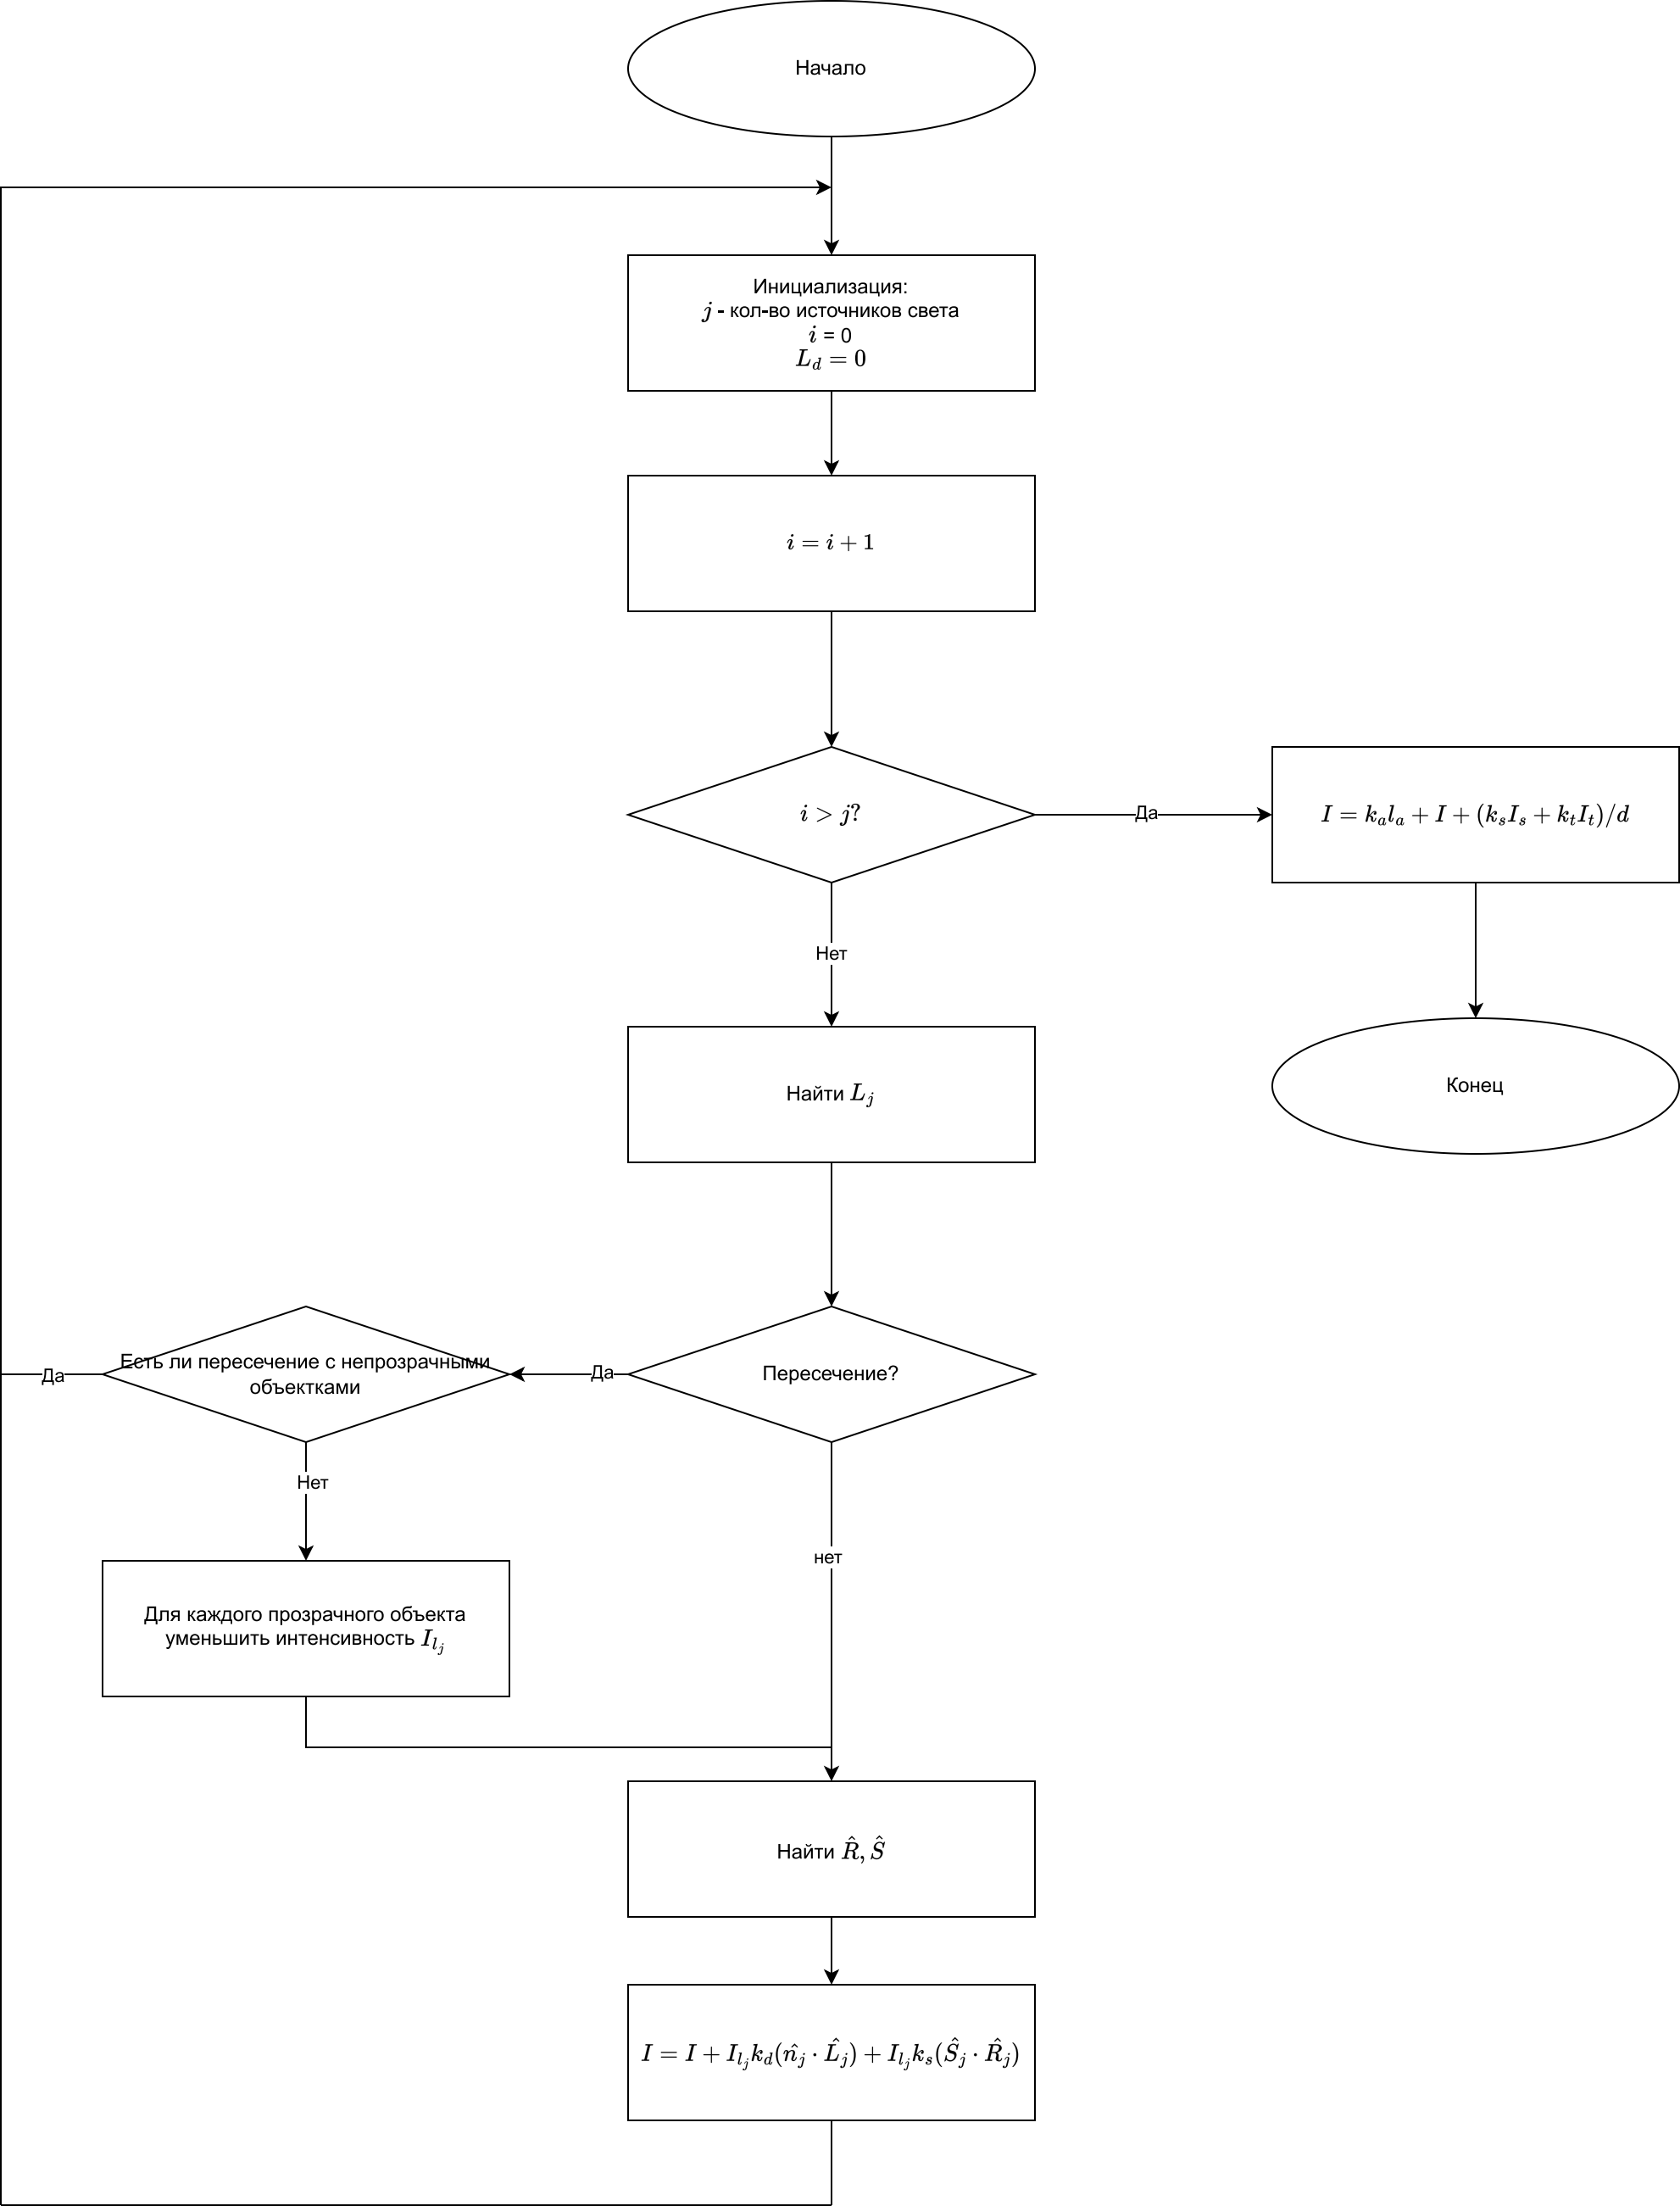 Начало
Инициализация:
j - кол-во источников света
i = 0
L_d = 0
i = i + 1
i > j?
Да
I = k_a l_a + I + (k_s I_s + k_t I_t)/d
Нет
Найти L_j
Конец
Есть ли пересечение с непрозрачными
объектками
Да
Да
Пересечение?
Нет
нет
Для каждого прозрачного объекта
уменьшить интенсивность I_{l_j}
Найти R̂, Ŝ
I = I + I_{l_j} k_d (n̂_j · L̂_j) + I_{l_j} k_s (Ŝ_j · R̂_j)